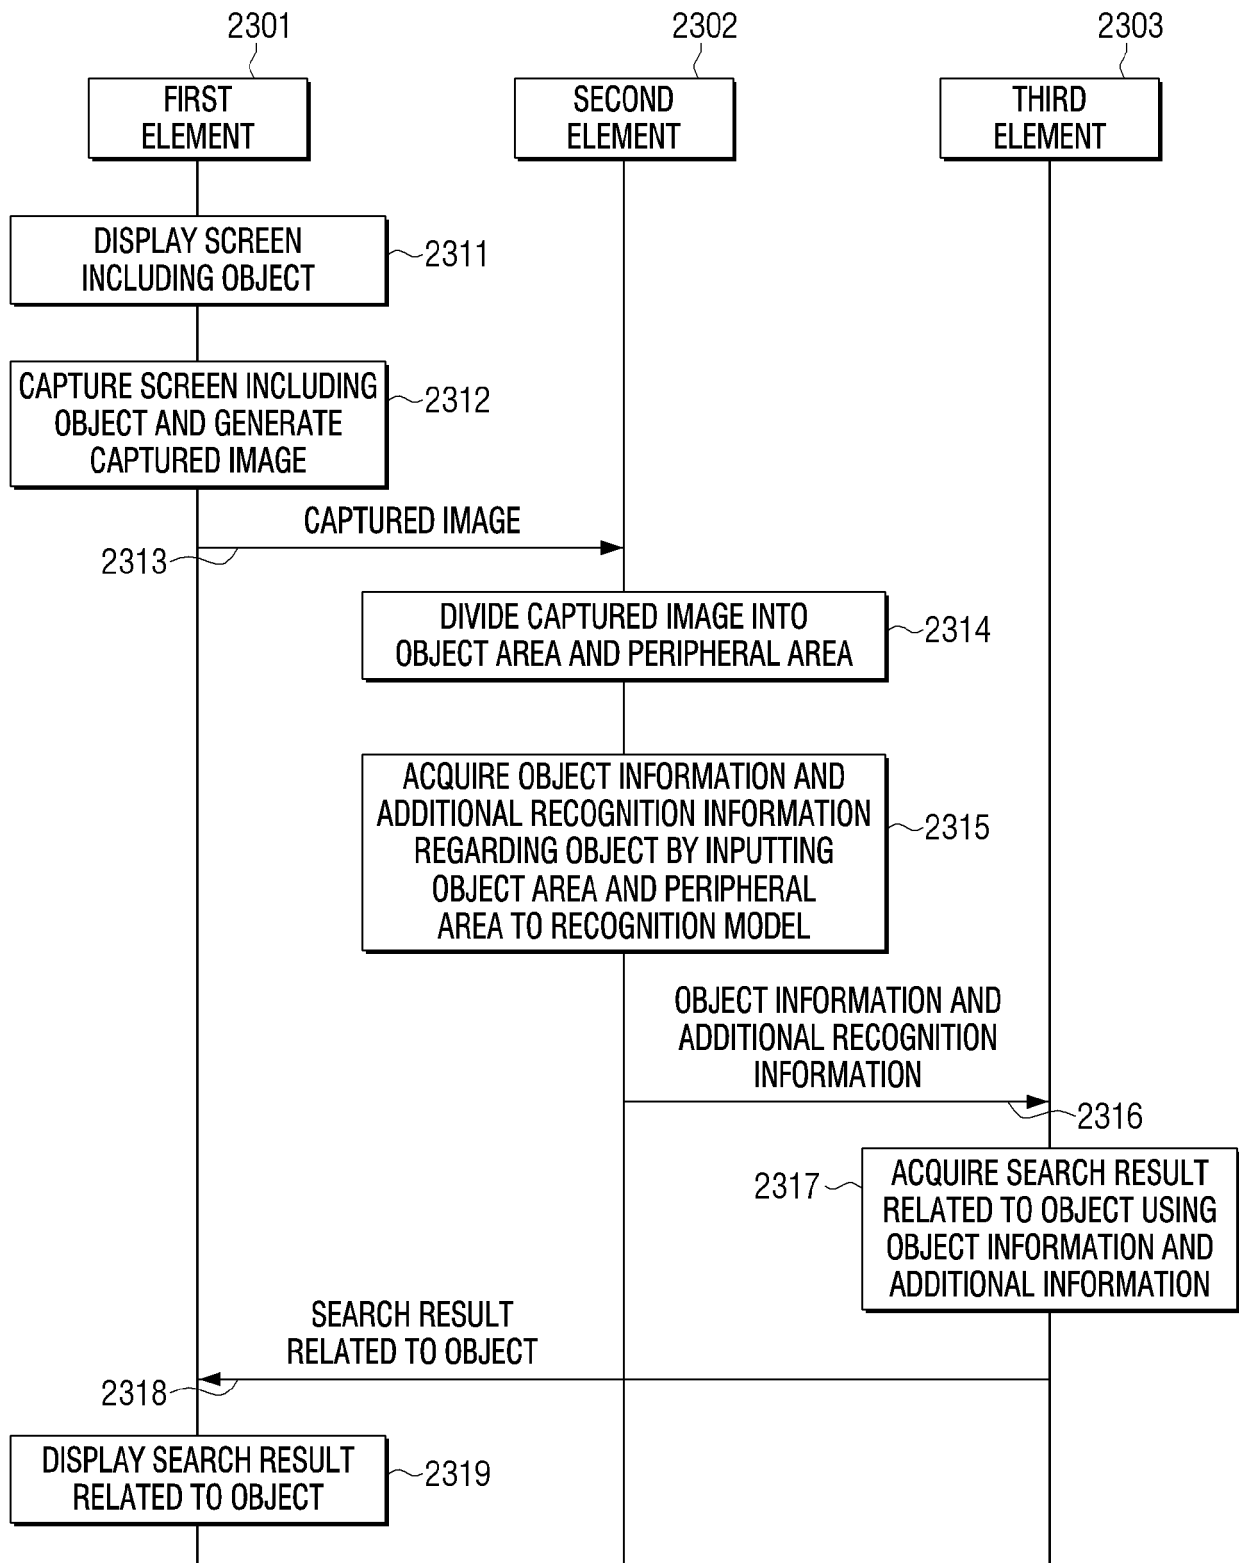 2301
2302
2303
FIRST
ELEMENT
SECOND
ELEMENT
THIRD
ELEMENT
DISPLAY SCREEN
INCLUDING OBJECT
2311
CAPTURE SCREEN INCLUDING
OBJECT AND GENERATE
CAPTURED IMAGE
2312
CAPTURED IMAGE
2313
DIVIDE CAPTURED IMAGE INTO
OBJECT AREA AND PERIPHERAL AREA
2314
ACQUIRE OBJECT INFORMATION AND
ADDITIONAL RECOGNITION INFORMATION
REGARDING OBJECT BY INPUTTING
OBJECT AREA AND PERIPHERAL
AREA TO RECOGNITION MODEL
2315
OBJECT INFORMATION AND
ADDITIONAL RECOGNITION
INFORMATION
2316
2317
ACQUIRE SEARCH RESULT
RELATED TO OBJECT USING
OBJECT INFORMATION AND
ADDITIONAL INFORMATION
SEARCH RESULT
RELATED TO OBJECT
2318
DISPLAY SEARCH RESULT
RELATED TO OBJECT
2319